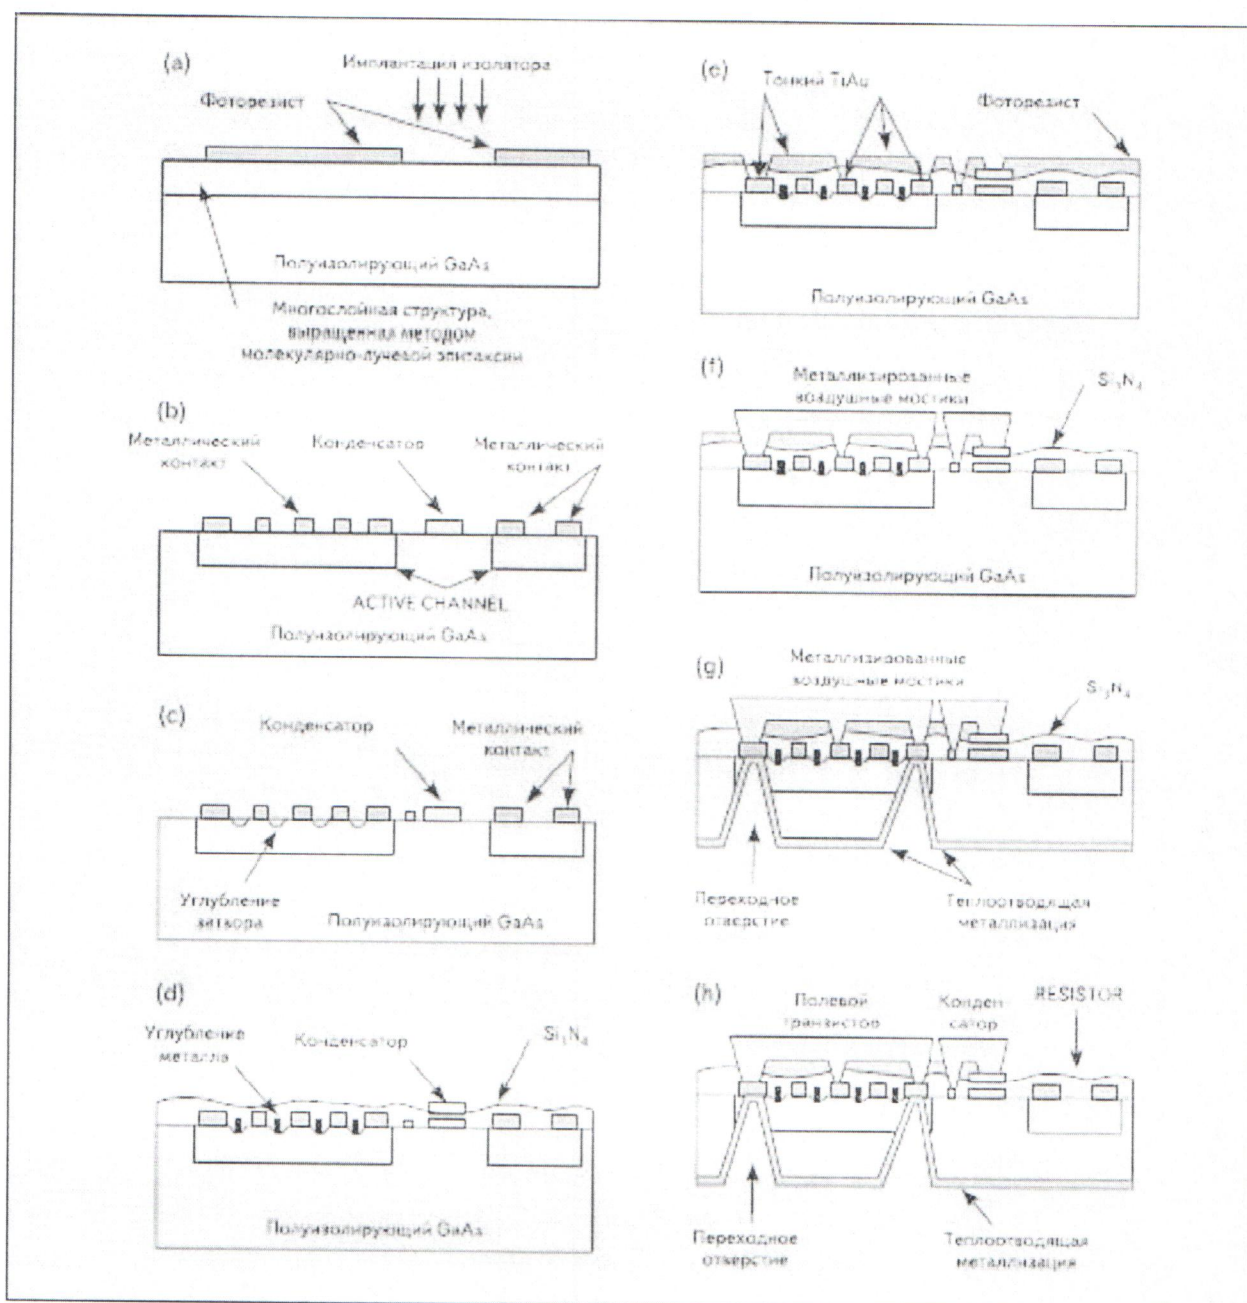 (a)
Имплантация изолятора
Фоторезист
Полуизолирующий GaAs
Многослойная структура,
выращенная методом
молекулярно-лучевой эпитаксии
(b)
Металлический
контакт
Конденсатор
Металлический
контакт
ACTIVE CHANNEL
Полуизолирующий GaAs
(c)
Конденсатор
Металлический
контакт
Углубление
затвора
Полуизолирующий GaAs
(d)
Углубление
металла
Конденсатор
Si₃N₄
Полуизолирующий GaAs
(e)
Тонкий TiAu
Фоторезист
Полуизолирующий GaAs
(f)
Металлизированные
воздушные мостики
Si₃N₄
Полуизолирующий GaAs
(g)
Металлизированные
воздушные мостики
Si₃N₄
Переходное
отверстие
Теплоотводящая
металлизация
(h)
Полевой
транзистор
Конден-
сатор
RESISTOR
Переходное
отверстие
Теплоотводящая
металлизация